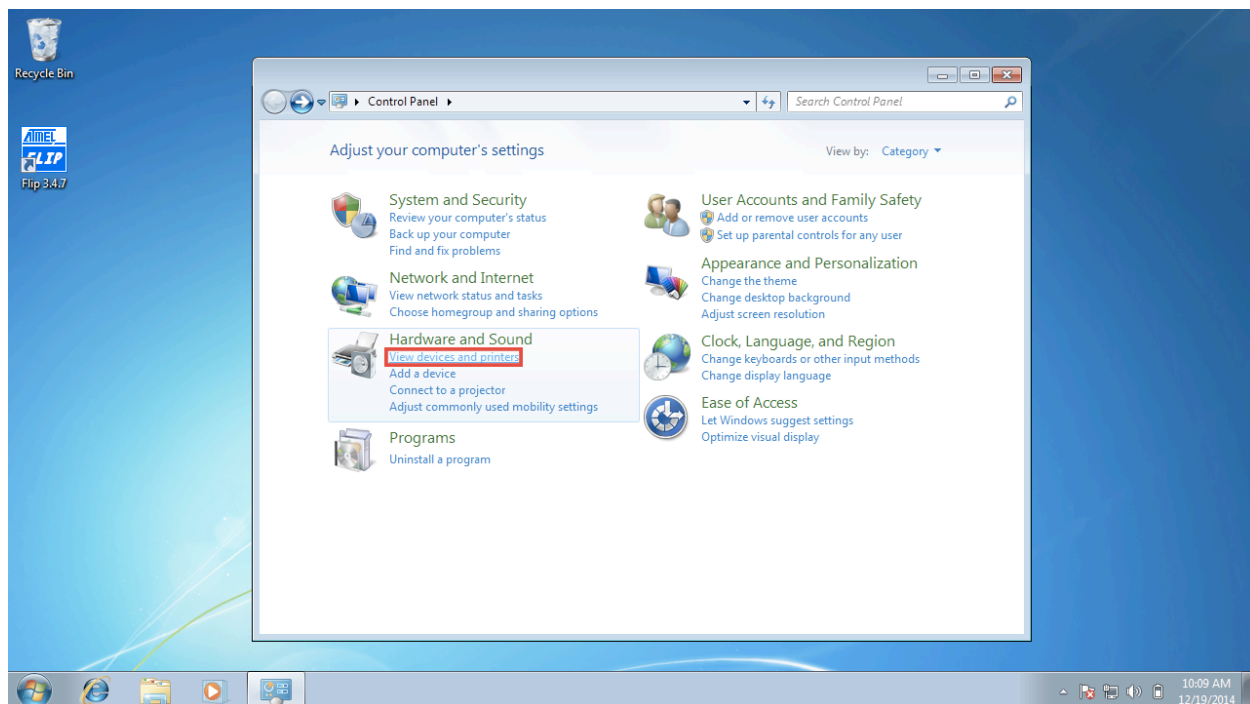 Recycle Bin
ATMEL
FLIP
Flip 3.4.7
Control Panel
Search Control Panel
Adjust your computer's settings
View by: Category
System and Security
Review your computer's status
Back up your computer
Find and fix problems
Network and Internet
View network status and tasks
Choose homegroup and sharing options
Hardware and Sound
View devices and printers
Add a device
Connect to a projector
Adjust commonly used mobility settings
Programs
Uninstall a program
User Accounts and Family Safety
Add or remove user accounts
Set up parental controls for any user
Appearance and Personalization
Change the theme
Change desktop background
Adjust screen resolution
Clock, Language, and Region
Change keyboards or other input methods
Change display language
Ease of Access
Let Windows suggest settings
Optimize visual display
10:09 AM
12/19/2014